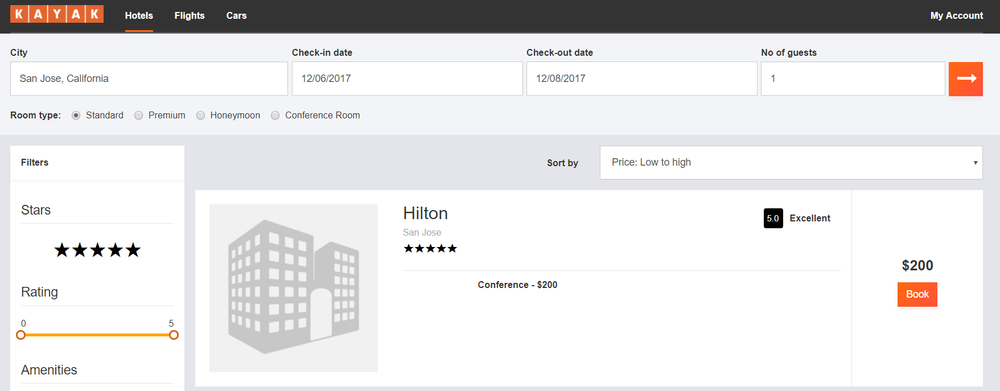 KAYAK Hotels Flights Cars My Account
City Check-in date Check-out date No of guests
San Jose, California 12/06/2017 12/08/2017 1
Room type: Standard Premium Honeymoon Conference Room
Filters
Sort by Price: Low to high
Stars
Hilton
San Jose
5.0 Excellent
Conference - $200
$200
Book
Rating
0 5
Amenities